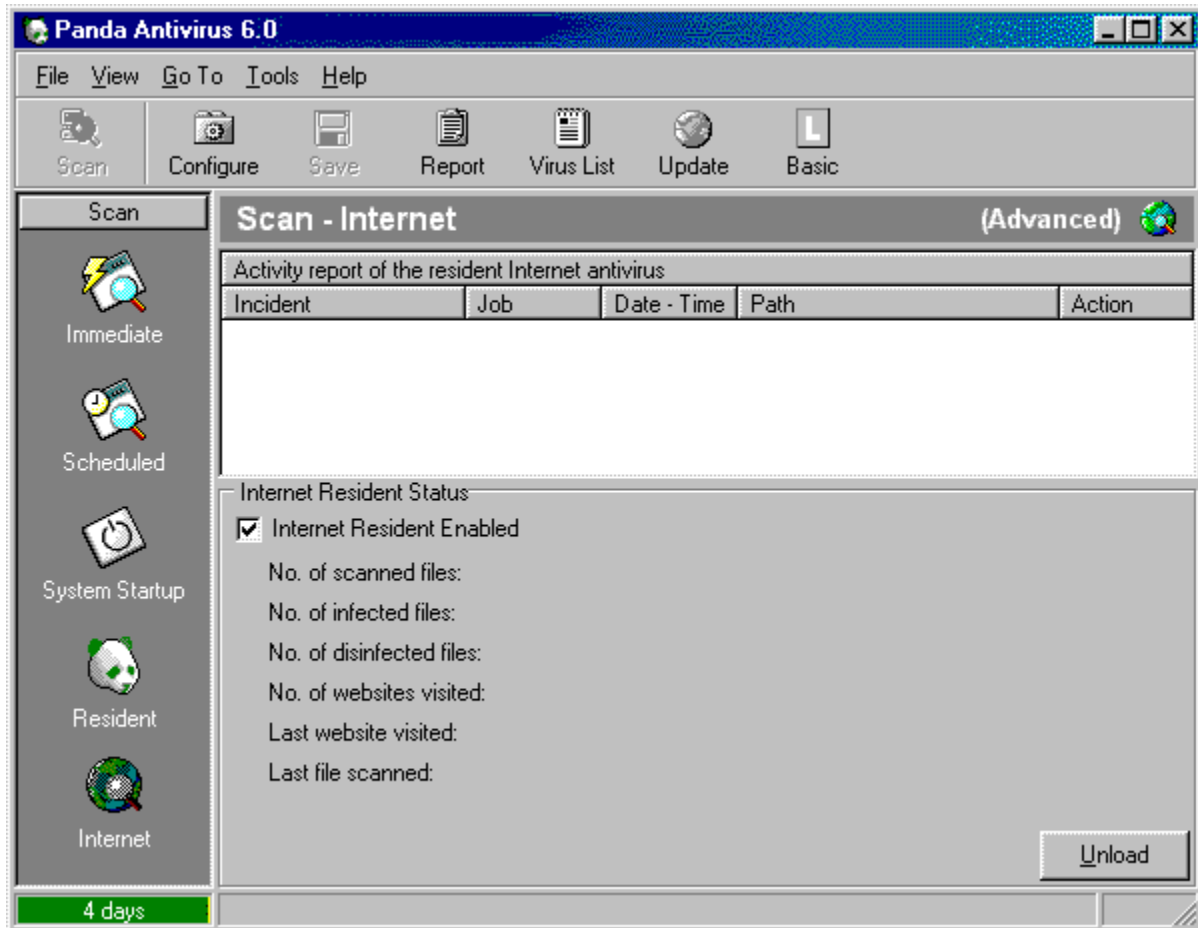 Panda Antivirus 6.0
File View Go To Tools Help
Scan Configure Save Report Virus List Update Basic
L
Scan
Immediate
Scheduled
System Startup
Resident
Internet
Scan - Internet (Advanced)
Activity report of the resident Internet antivirus
Incident Job Date - Time Path Action
Internet Resident Status
Internet Resident Enabled
No. of scanned files:
No. of infected files:
No. of disinfected files:
No. of websites visited:
Last website visited:
Last file scanned:
Unload
4 days